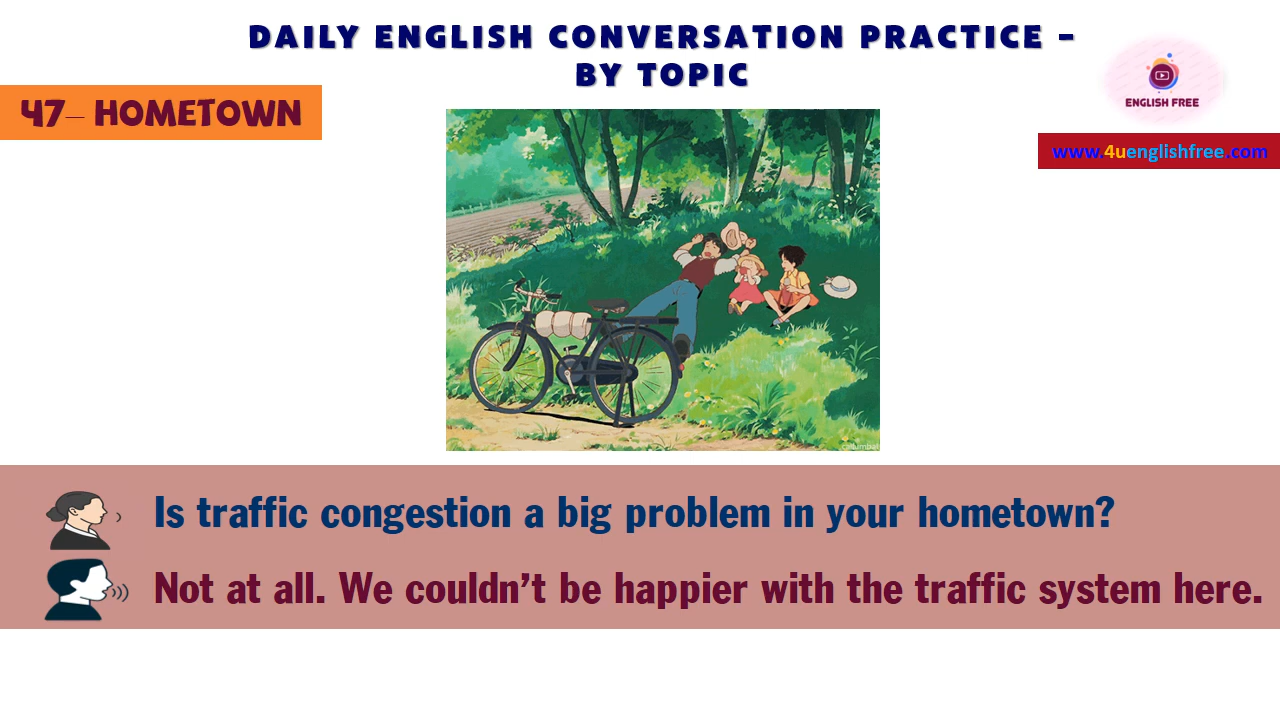 DAILY ENGLISH CONVERSATION PRACTICE -
BY TOPIC
ENGLISH FREE
47– HOMETOWN
www.4uenglishfree.com
Is traffic congestion a big problem in your hometown?
Not at all. We couldn’t be happier with the traffic system here.